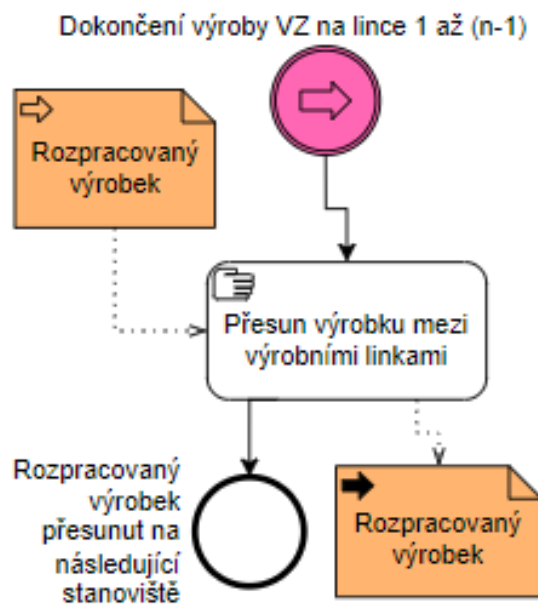 Dokončení výroby VZ na lince 1 až (n-1)
Rozpracovaný
výrobek
Přesun výrobku mezi
výrobními linkami
Rozpracovaný
výrobek
přesunut na
následující
stanoviště
Rozpracovaný
výrobek